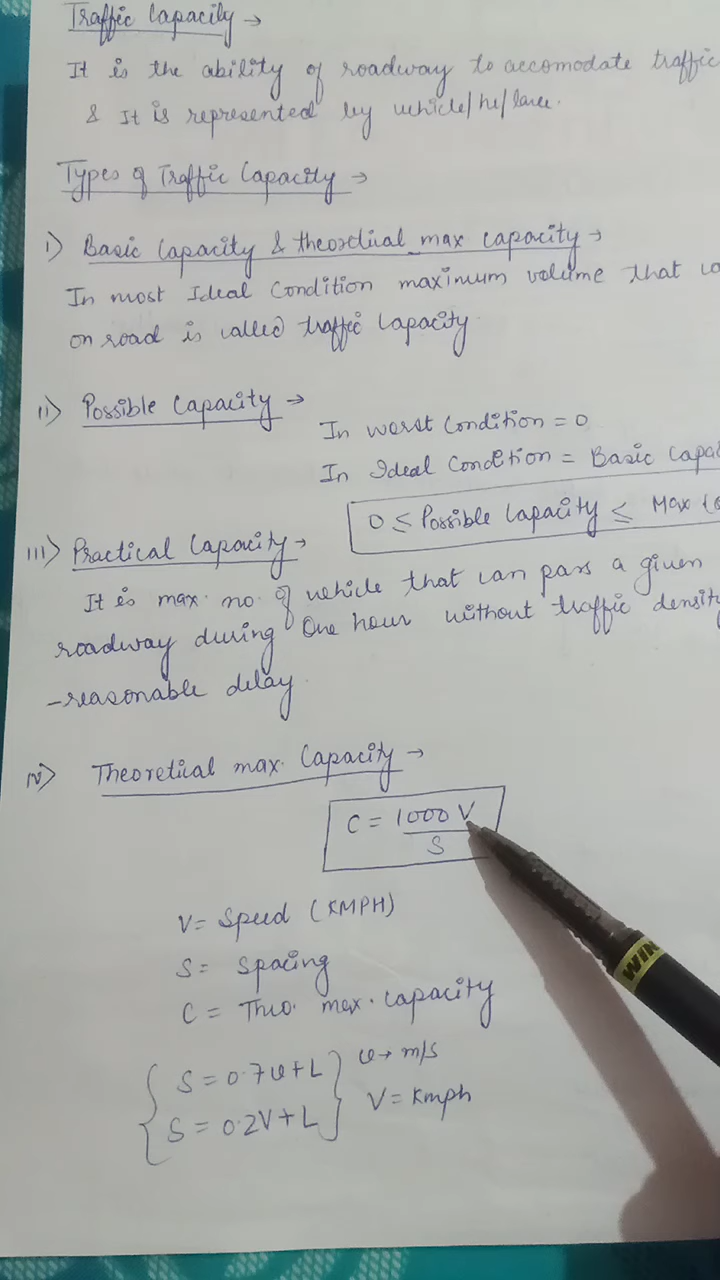 Traffic Capacity →
It is the ability of roadway to accomodate traffic
& It is represented by vehicle/hr/lane.
Types of Traffic Capacity →
i) Basic Capacity & theoretical max capacity →
In most Ideal Condition maximum volume that
on road is called traffic capacity
ii) Possible Capacity →
In worst Condition = 0
In Ideal Condition = Basic Capa
0 ≤ Possible Capacity ≤ Max
iii) Practical Capacity →
It is max. no. of vehicle that can pass a given
roadway during One hour without traffic density
-reasonable delay
iv) Theoretical max. Capacity →
C = 1000 V
S
V = Speed (KMPH)
S = Spacing
C = Theo. max. capacity
S = 0.7v + L v → m/s
S = 0.2V + L V = Kmph
WIN